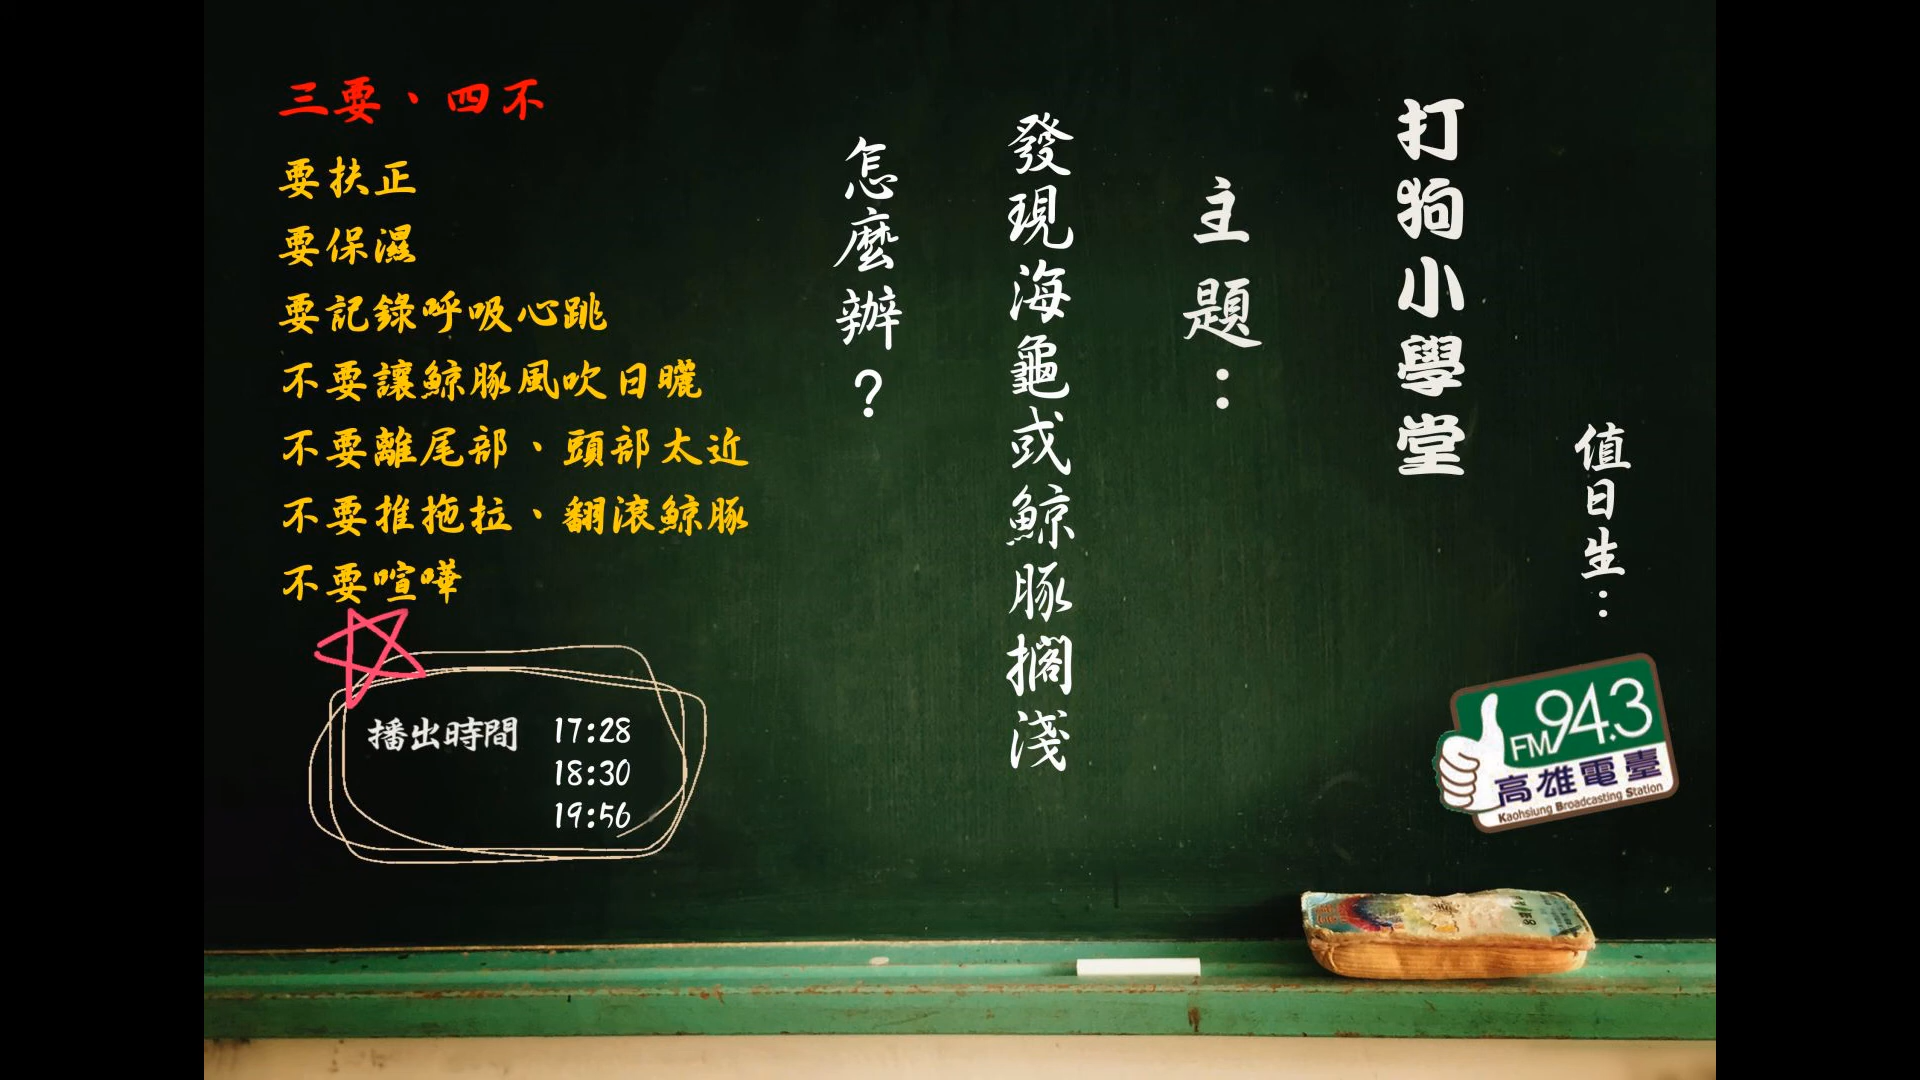 三要、四不
要扶正
要保濕
要記錄呼吸心跳
不要讓鯨豚風吹日曬
不要離尾部、頭部太近
不要推拖拉、翻滾鯨豚
不要喧嘩
打狗小學堂
主題：
發現海龜或鯨豚擱淺
怎麼辦？
值日生：
FM94.3
高雄電臺
Kaohsiung Broadcasting Station
播出時間 17:28
18:30
19:56